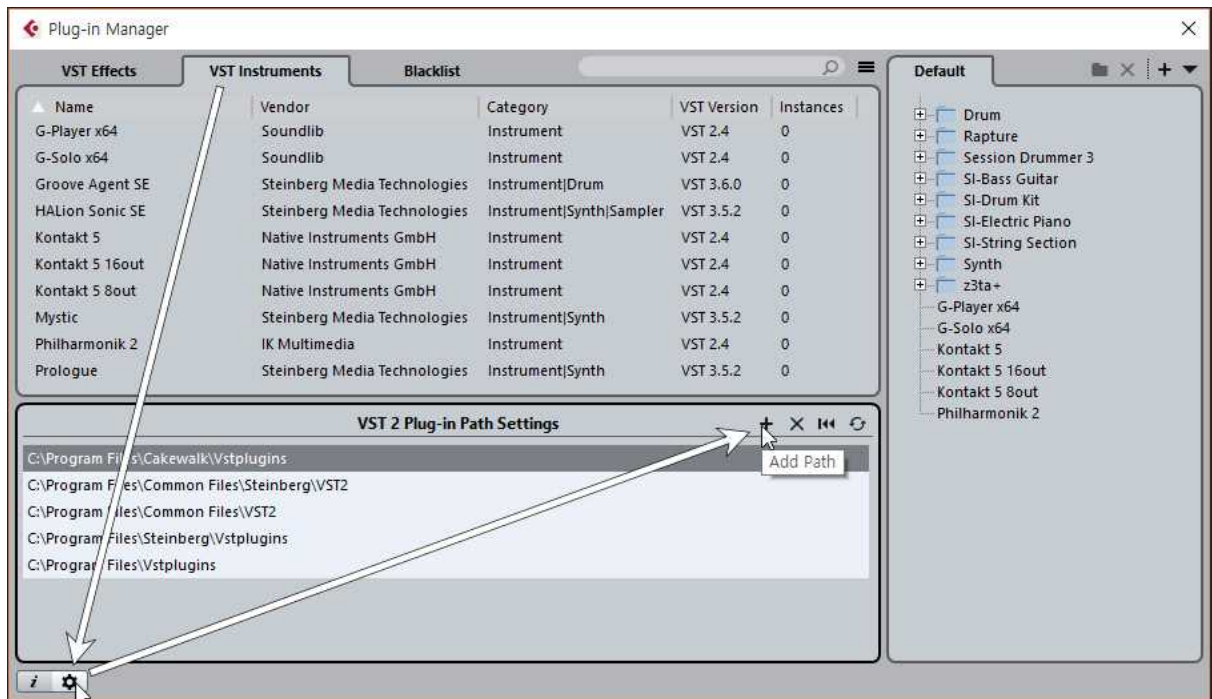 Plug-in Manager
VST Effects VST Instruments Blacklist
Name Vendor Category VST Version Instances
G-Player x64 Soundlib Instrument VST 2.4 0
G-Solo x64 Soundlib Instrument VST 2.4 0
Groove Agent SE Steinberg Media Technologies Instrument|Drum VST 3.6.0 0
HALion Sonic SE Steinberg Media Technologies Instrument|Synth|Sampler VST 3.5.2 0
Kontakt 5 Native Instruments GmbH Instrument VST 2.4 0
Kontakt 5 16out Native Instruments GmbH Instrument VST 2.4 0
Kontakt 5 8out Native Instruments GmbH Instrument VST 2.4 0
Mystic Steinberg Media Technologies Instrument|Synth VST 3.5.2 0
Philharmonik 2 IK Multimedia Instrument VST 2.4 0
Prologue Steinberg Media Technologies Instrument|Synth VST 3.5.2 0
VST 2 Plug-in Path Settings
Add Path
C:\Program Files\Cakewalk\Vstplugins
C:\Program Files\Common Files\Steinberg\VST2
C:\Program Files\Common Files\VST2
C:\Program Files\Steinberg\Vstplugins
C:\Program Files\Vstplugins
i
Default
Drum
Rapture
Session Drummer 3
SI-Bass Guitar
SI-Drum Kit
SI-Electric Piano
SI-String Section
Synth
z3ta+
G-Player x64
G-Solo x64
Kontakt 5
Kontakt 5 16out
Kontakt 5 8out
Philharmonik 2